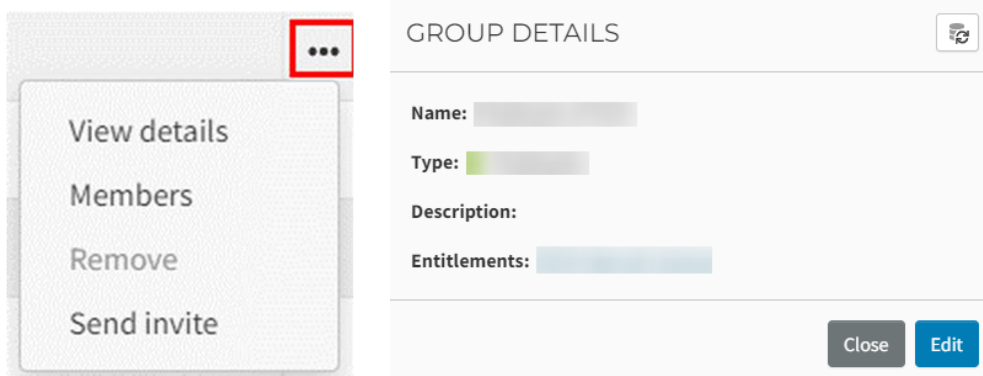 View details
Members
Remove
Send invite
GROUP DETAILS
Name:
Type:
Description:
Entitlements:
Close
Edit